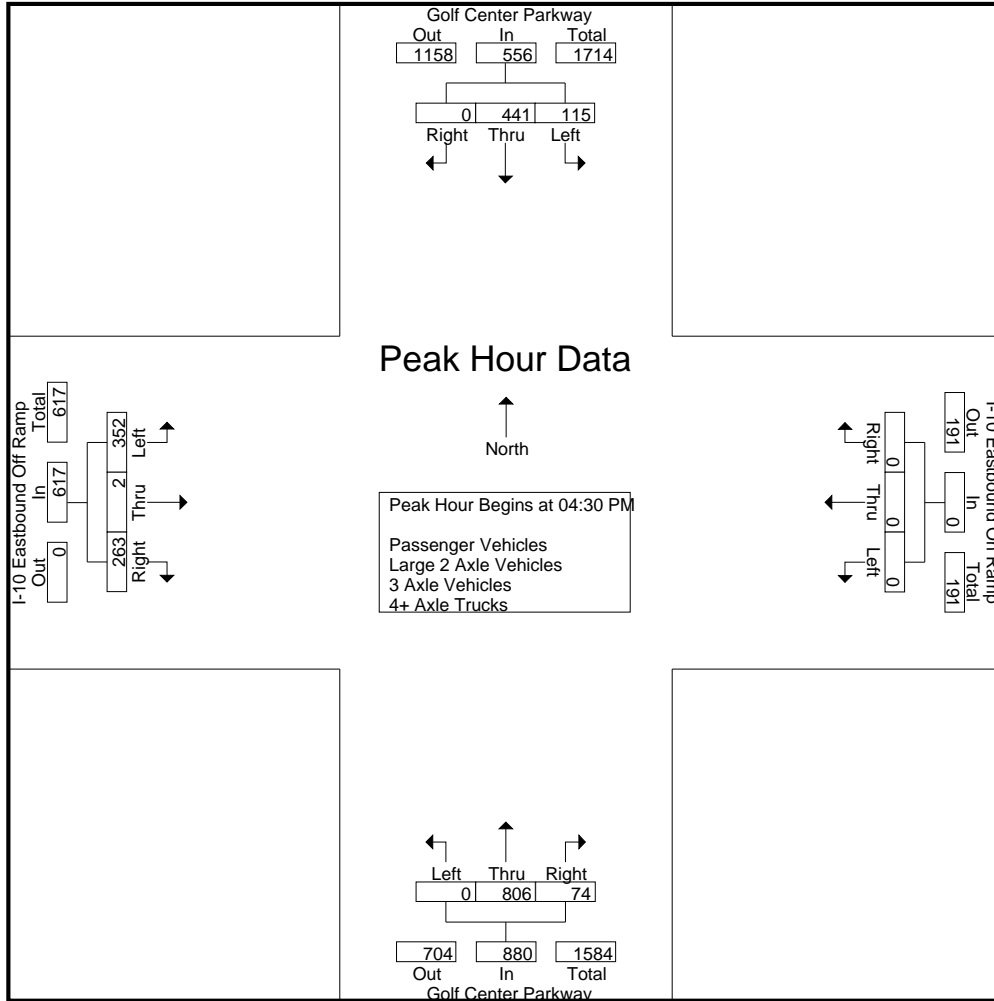 Golf Center Parkway
Out In Total
1158 556 1714
0 441 115
Right Thru Left
Peak Hour Data
North
Peak Hour Begins at 04:30 PM
Passenger Vehicles
Large 2 Axle Vehicles
3 Axle Vehicles
4+ Axle Trucks
I-10 Eastbound Off Ramp
Total In Out
617 617 0
352 2 263
Left Thru Right
I-10 Eastbound On Ramp
Out In Total
191 0 191
0 0 0
Right Thru Left
Left Thru Right
0 806 74
704 880 1584
Out In Total
Golf Center Parkway